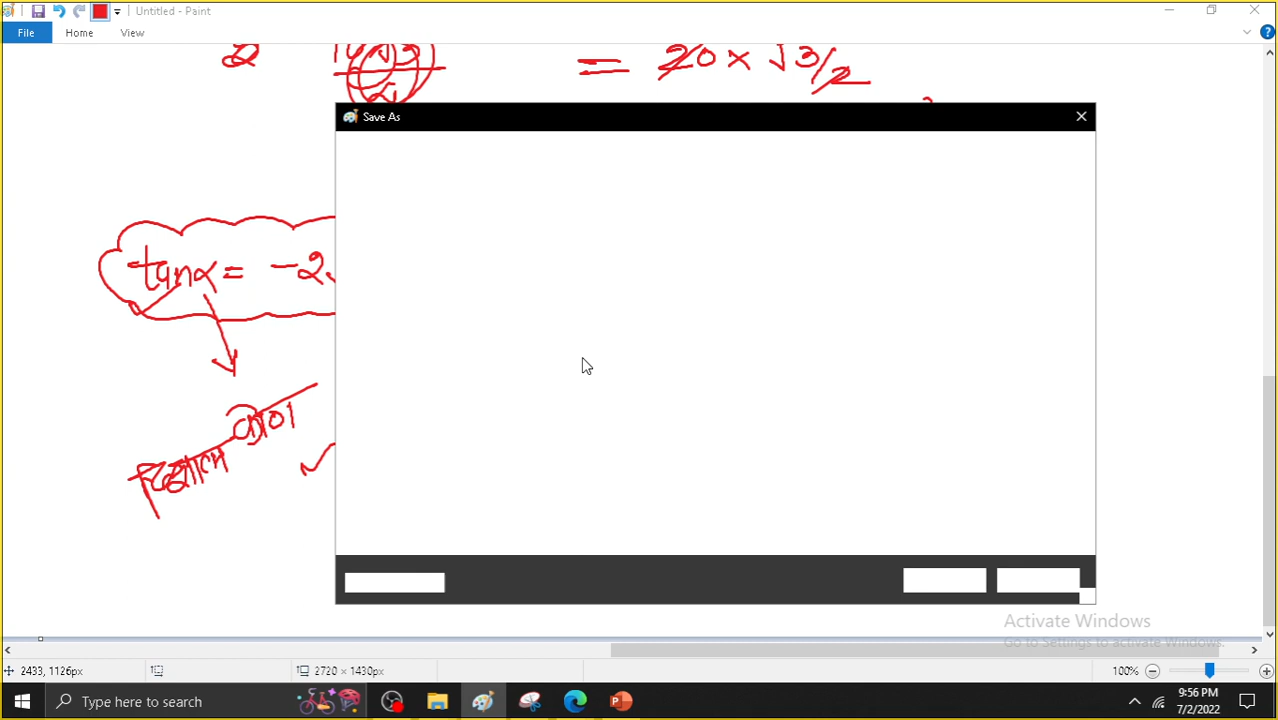 Untitled - Paint
File Home View
2
= 20 × √3/2
Save As
tanα = -2.
Activate Windows
Go to Settings to activate Windows.
2433, 1126px
2720 × 1430px
100%
Type here to search
9:56 PM
7/2/2022